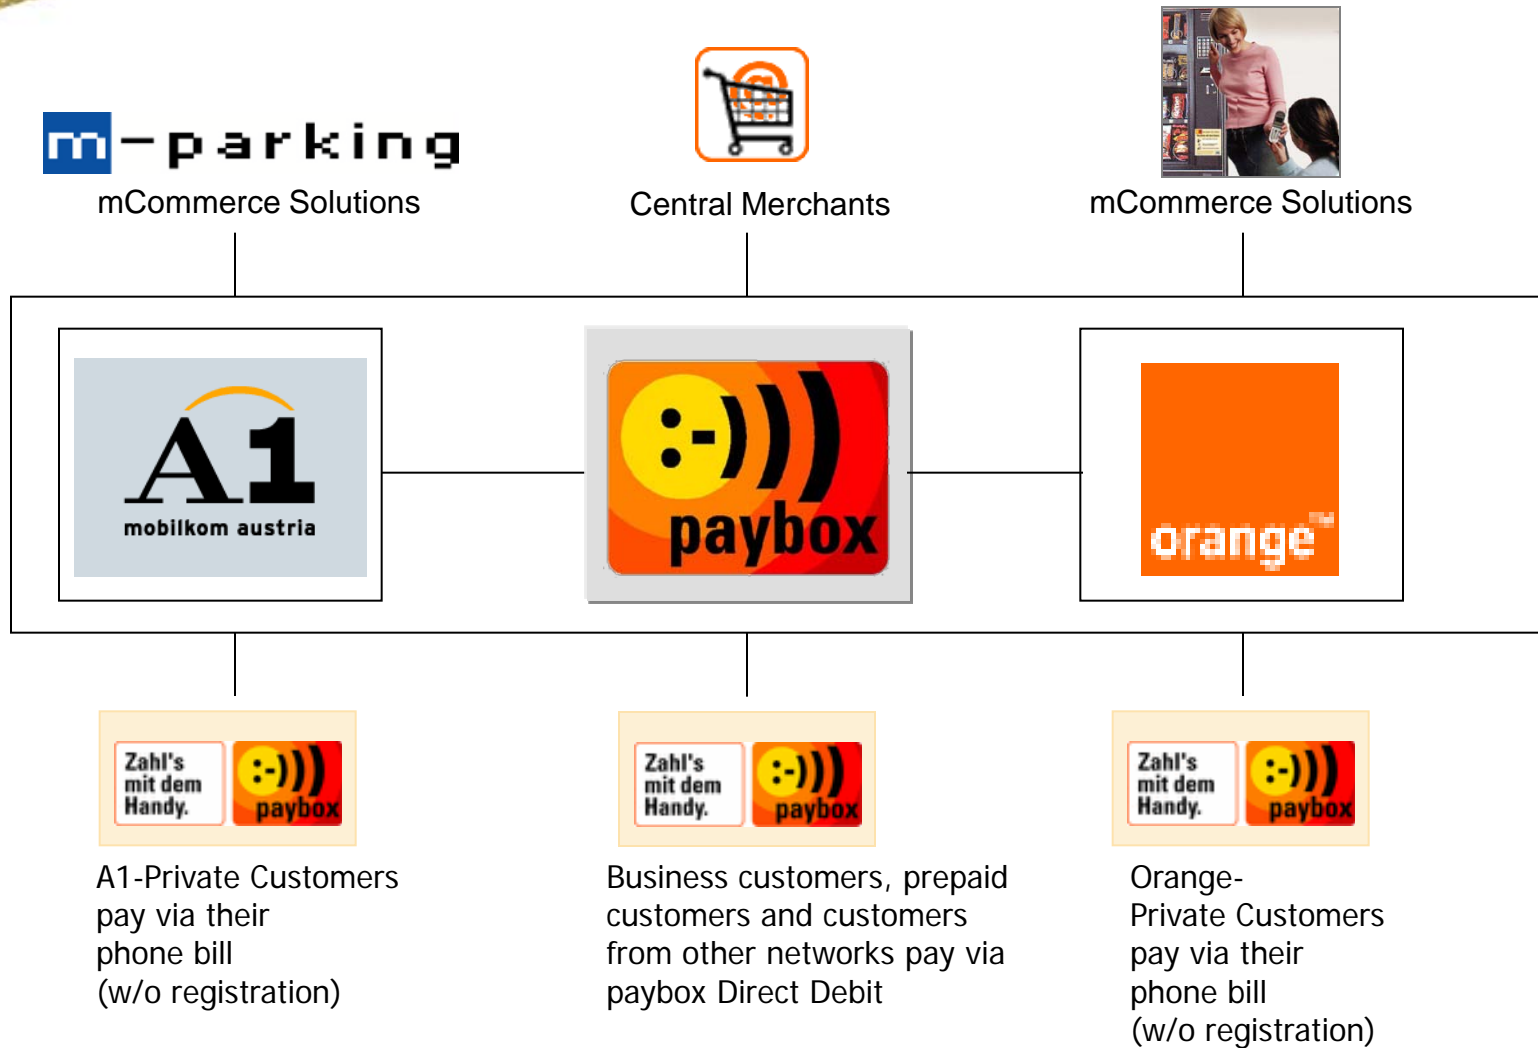 m-parking
mCommerce Solutions
Central Merchants
mCommerce Solutions
A1
mobilkom austria
:-)))
paybox
orange™
Zahl's
mit dem
Handy.
:-)))
paybox
A1-Private Customers
pay via their
phone bill
(w/o registration)
Zahl's
mit dem
Handy.
:-)))
paybox
Business customers, prepaid
customers and customers
from other networks pay via
paybox Direct Debit
Zahl's
mit dem
Handy.
:-)))
paybox
Orange-
Private Customers
pay via their
phone bill
(w/o registration)